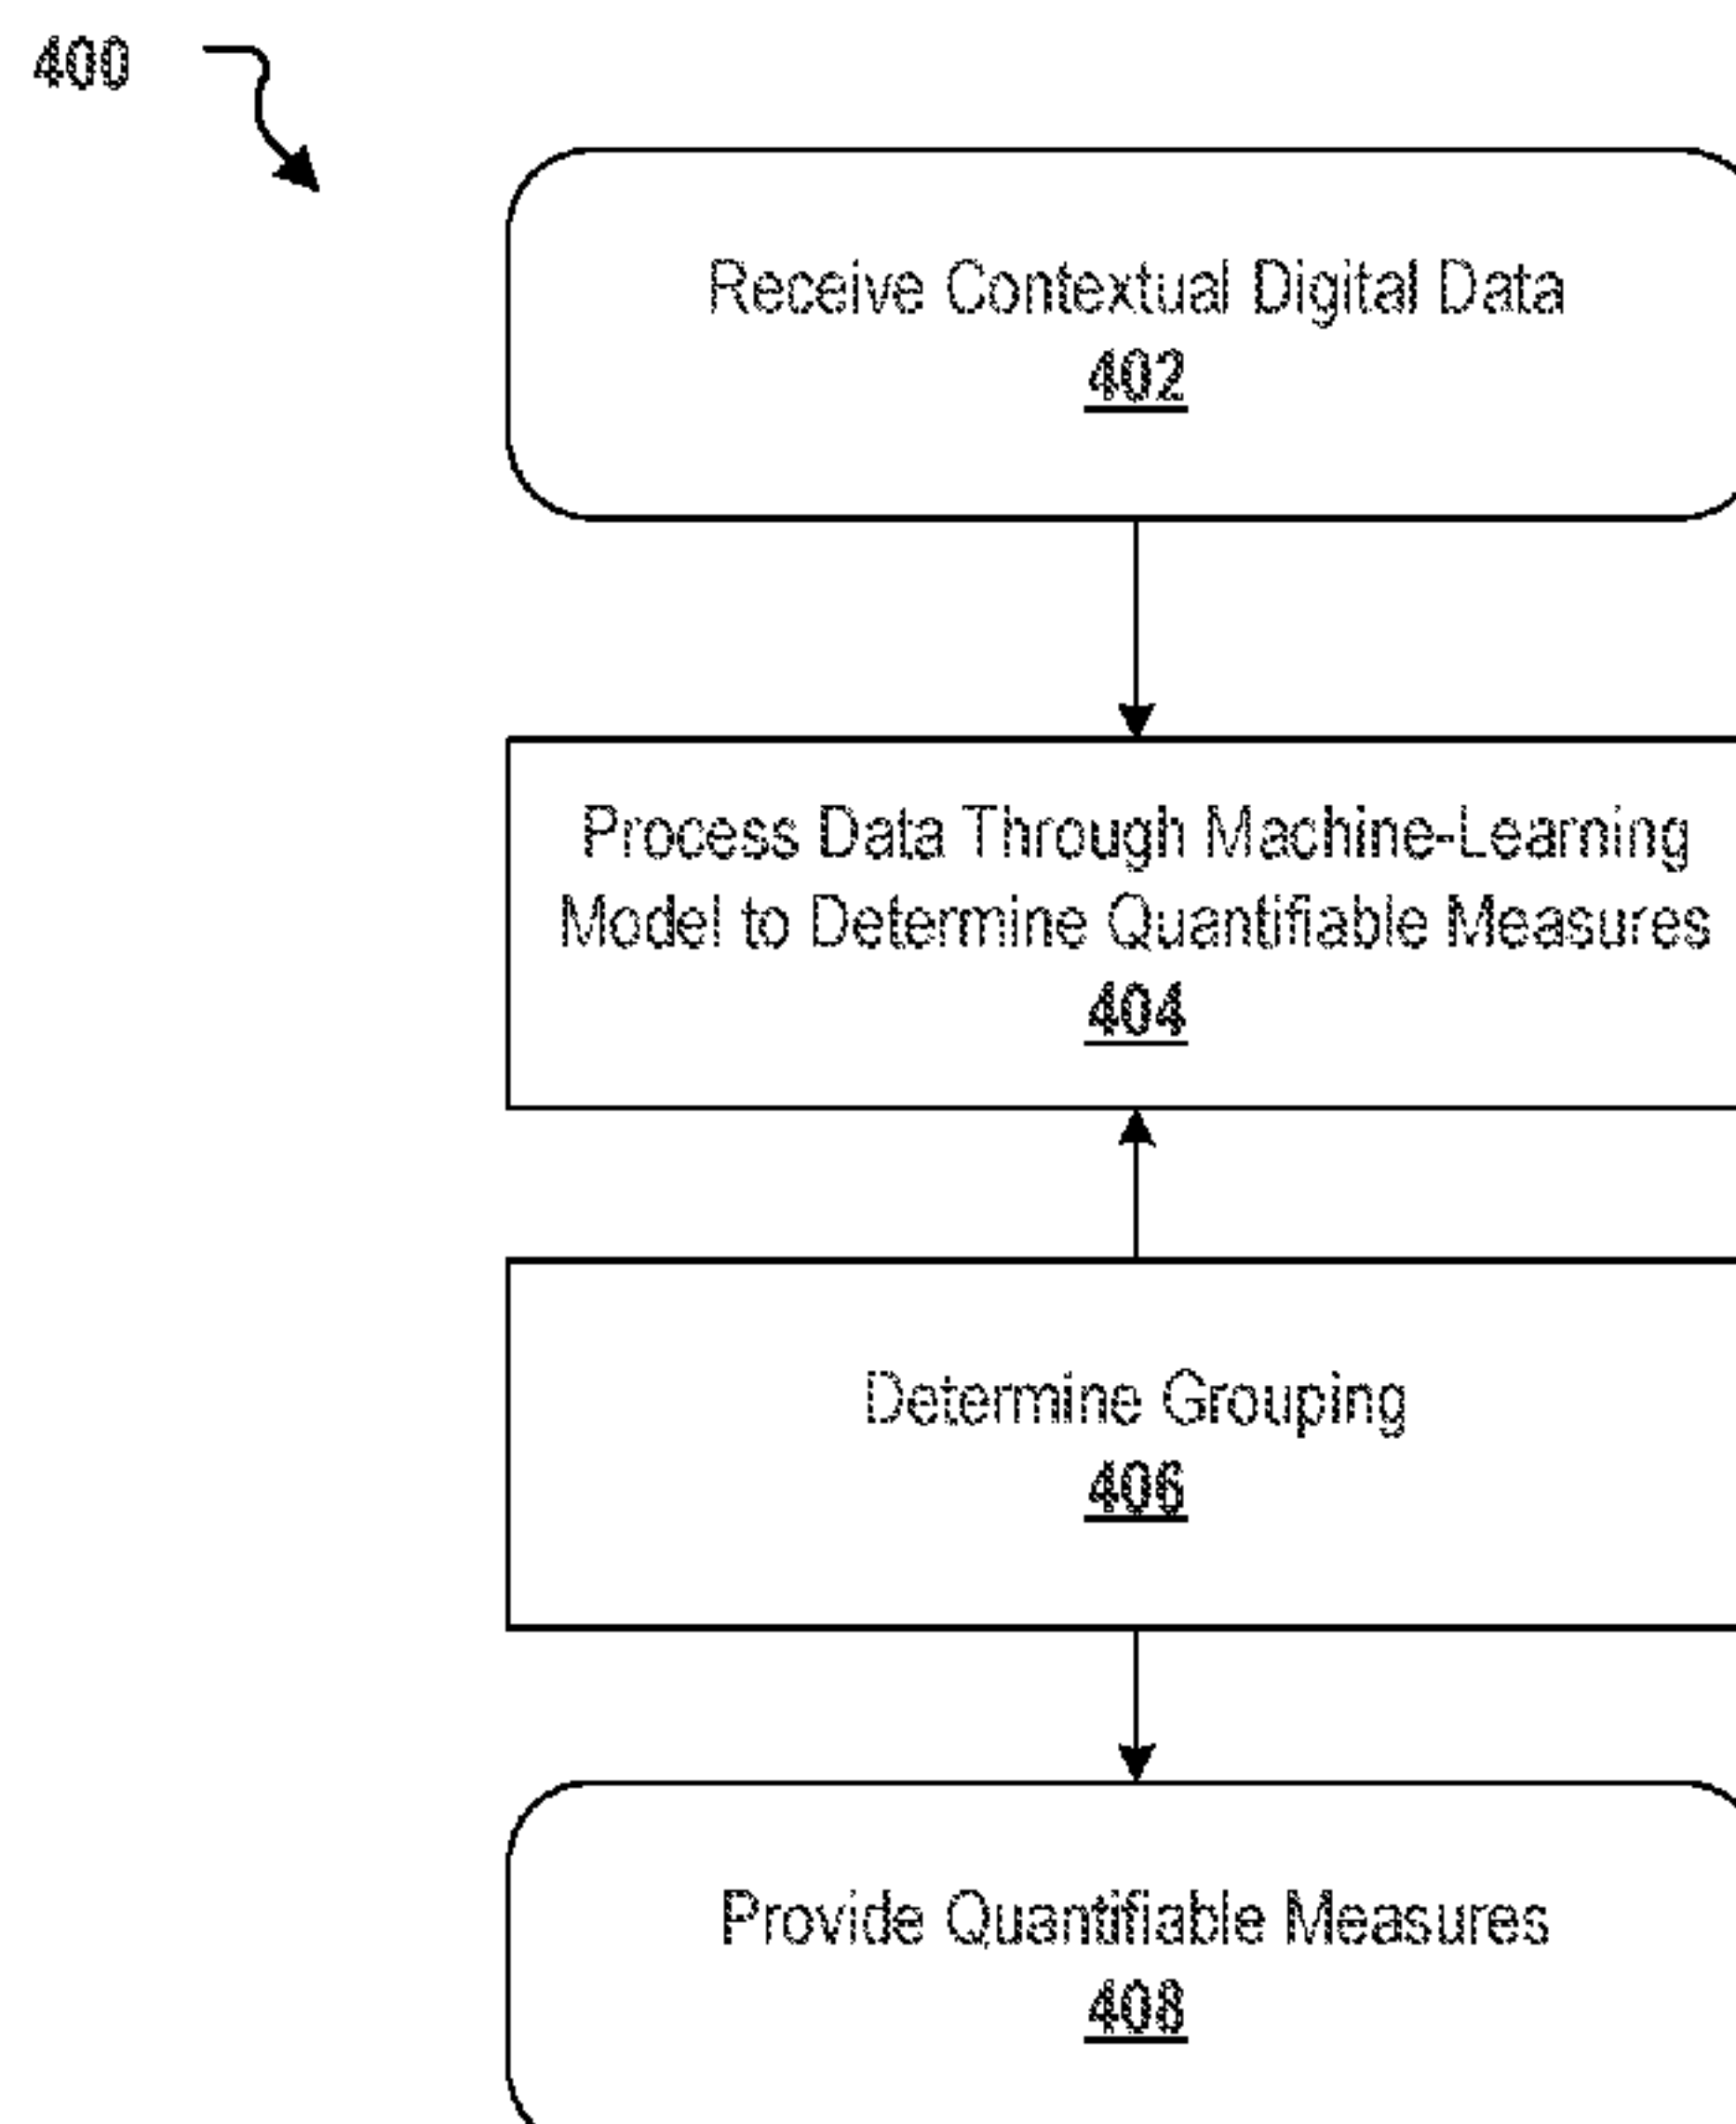 400
Receive Contextual Digital Data
402
Process Data Through Machine-Learning
Model to Determine Quantifiable Measures
404
Determine Grouping
406
Provide Quantifiable Measures
408